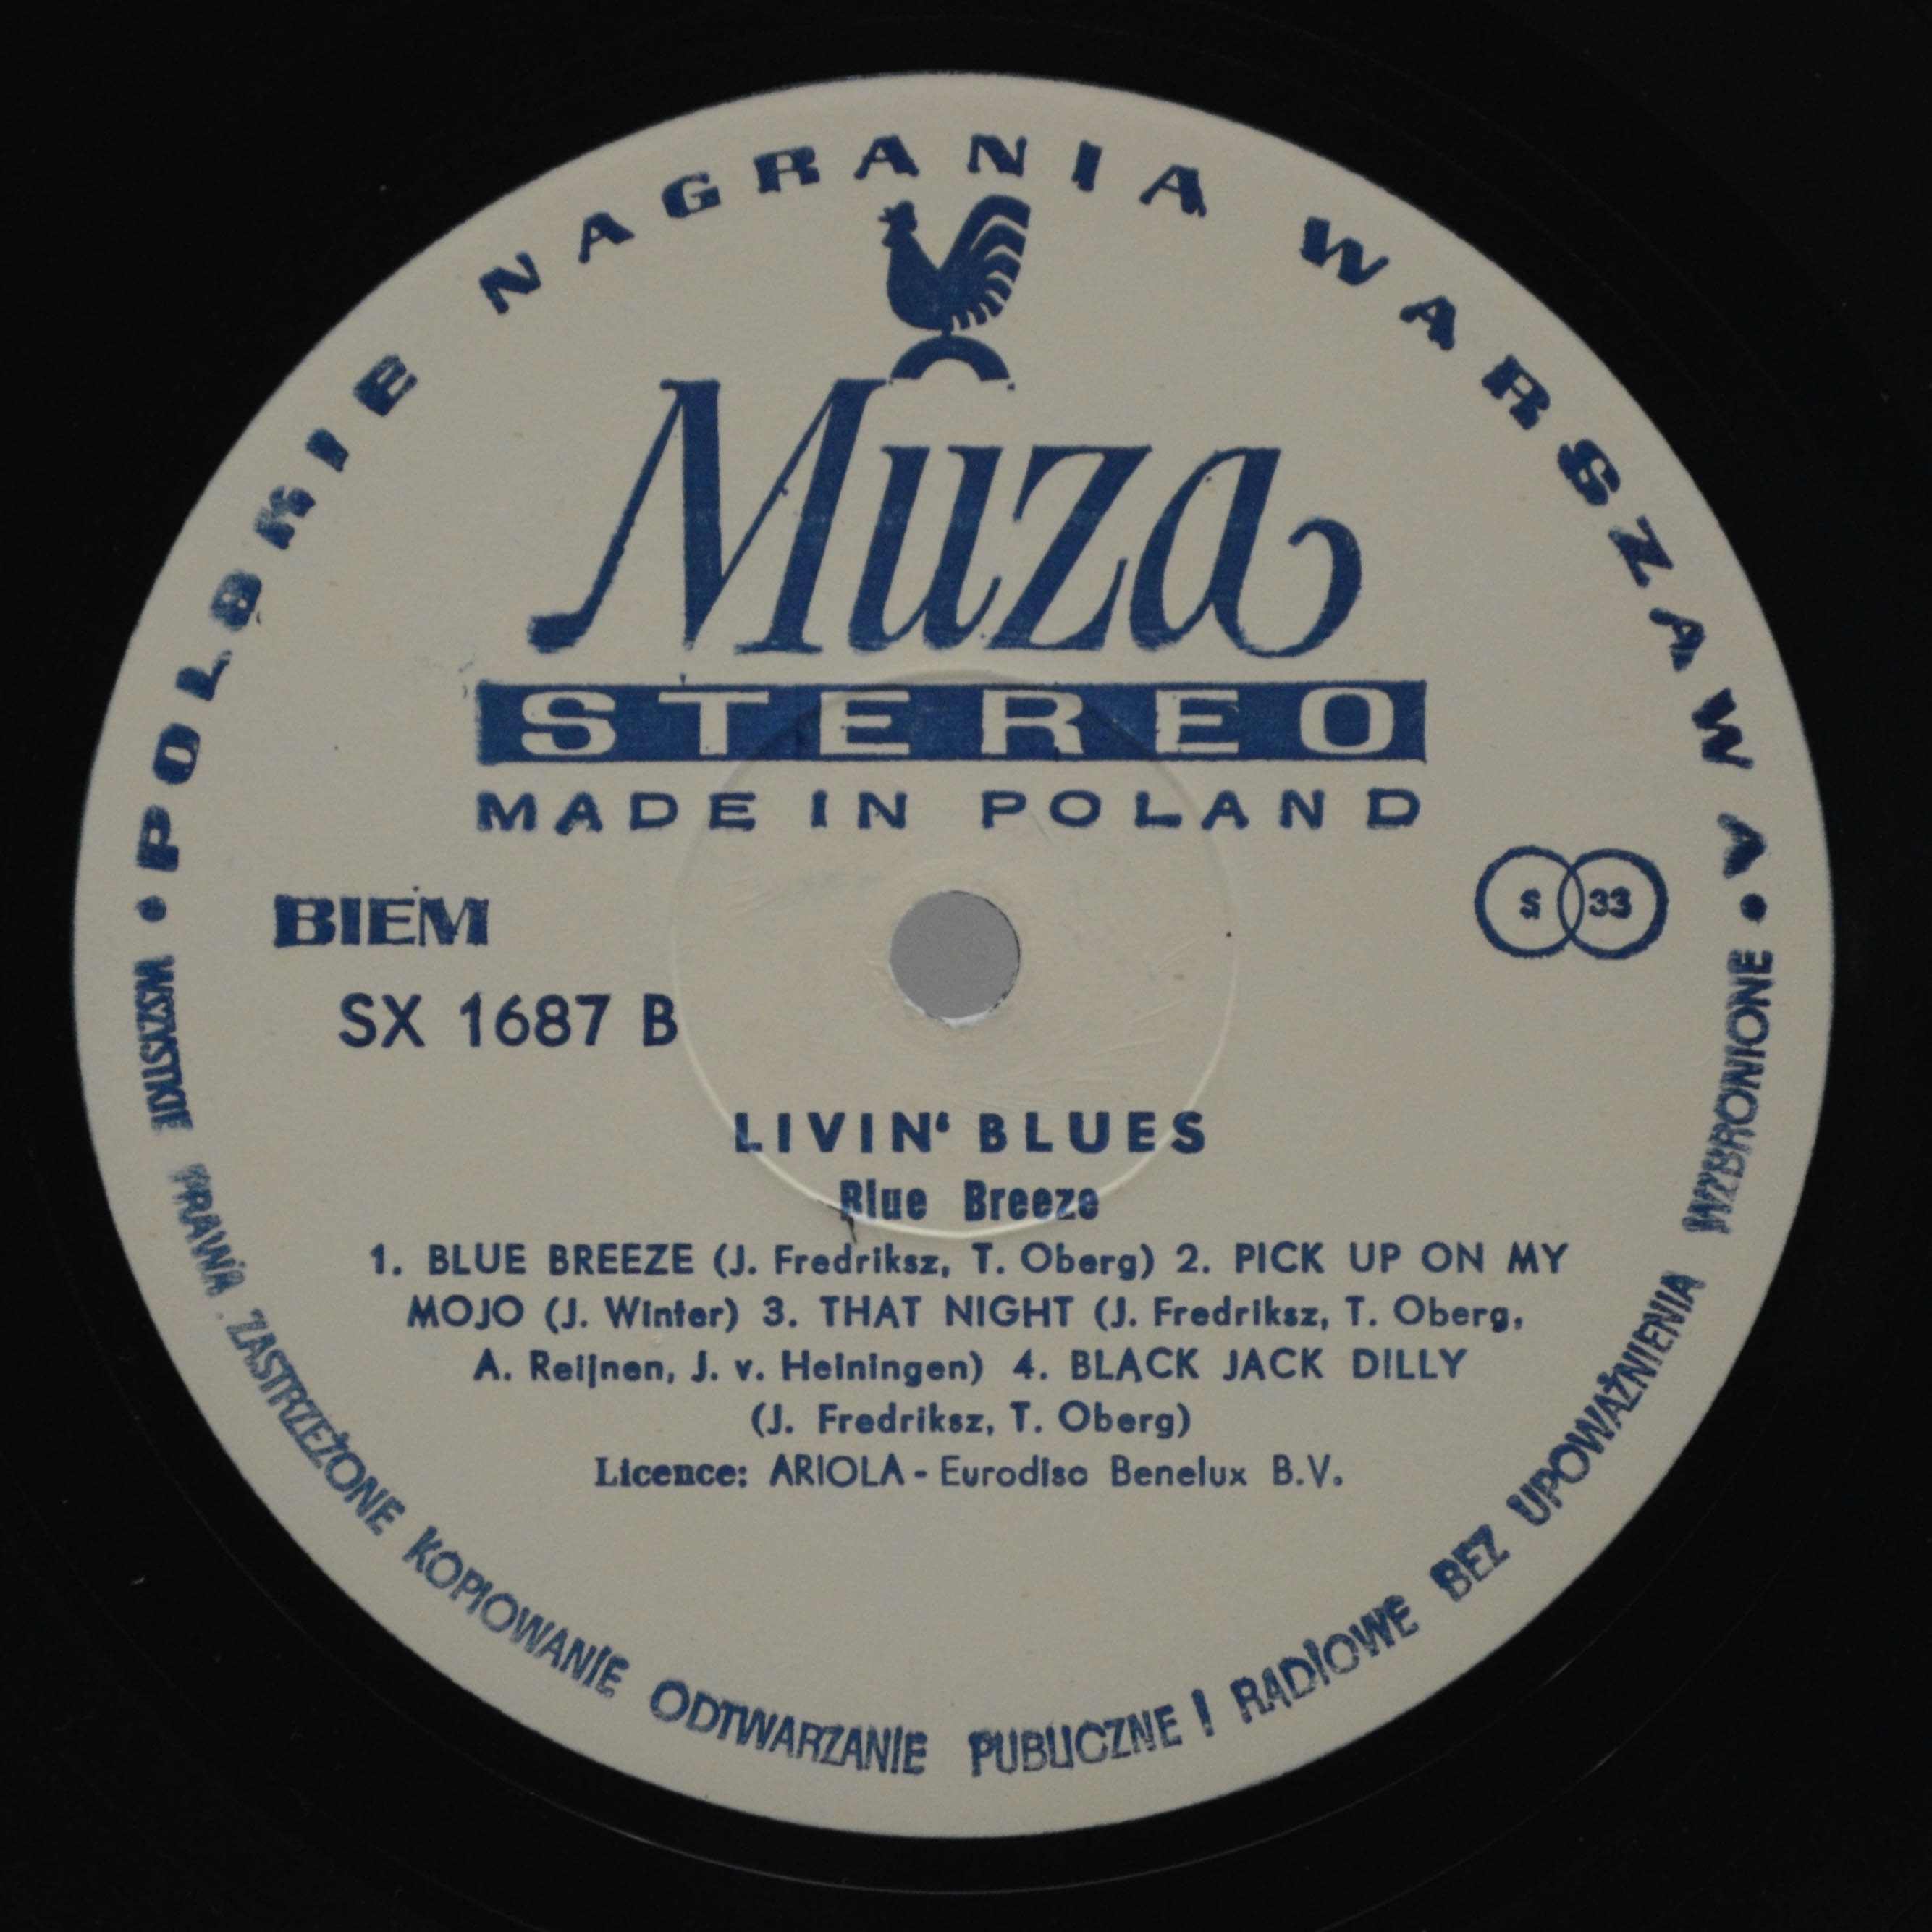 POLSKIE NAGRANIA WARSZAWA
Muza
STEREO
MADE IN POLAND
BIEM
S 33
SX 1687 B
LIVIN' BLUES
Blue Breeze
1. BLUE BREEZE (J. Fredriksz, T. Oberg) 2. PICK UP ON MY
MOJO (J. Winter) 3. THAT NIGHT (J. Fredriksz, T. Oberg,
A. Reijnen, J. v. Heiningen) 4. BLACK JACK DILLY
(J. Fredriksz, T. Oberg)
Licence: ARIOLA - Eurodisc Benelux B.V.
WSZYSTKIE PRAWA ZASTRZEŻONE KOPIOWANIE ODTWARZANIE PUBLICZNE I RADIOWE BEZ UPOWAŻNIENIA WZBRONIONE